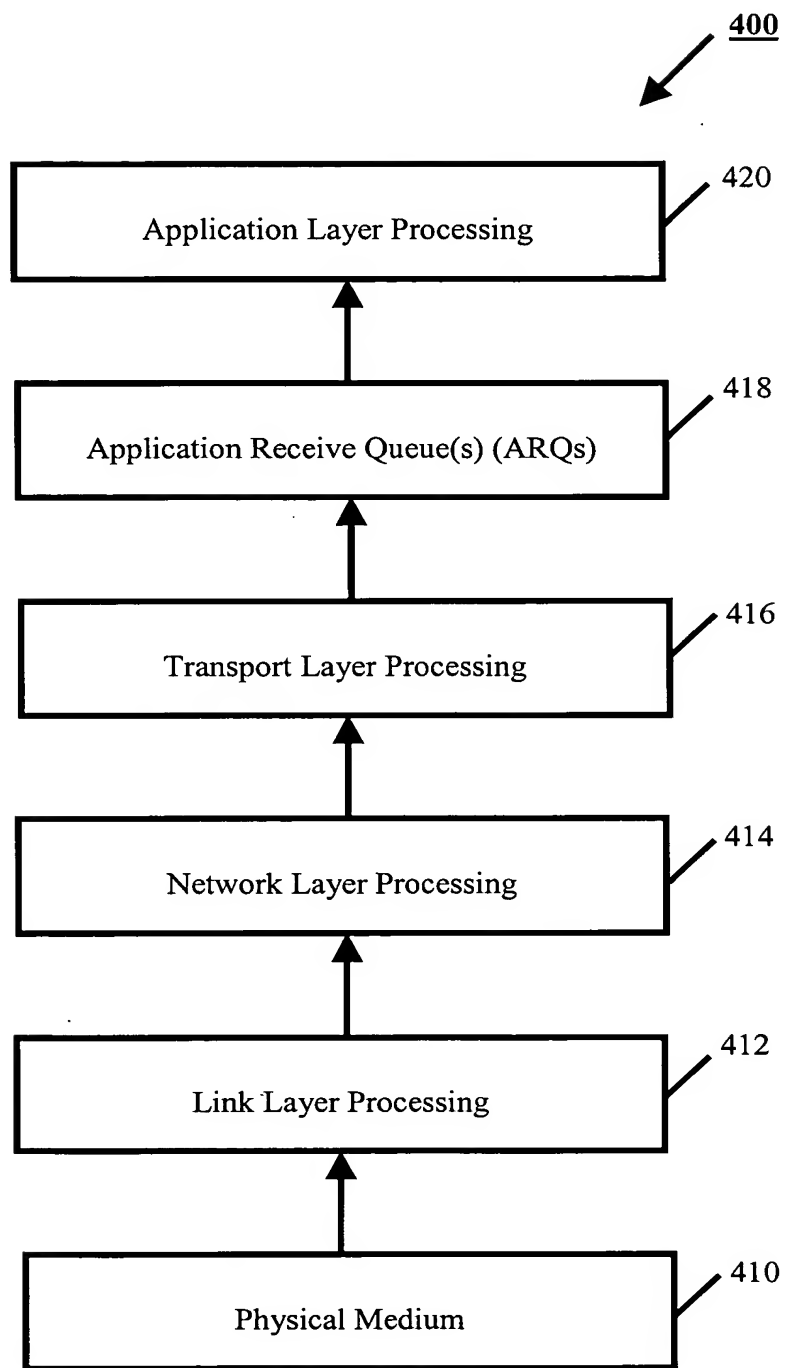 400
420
Application Layer Processing
418
Application Receive Queue(s) (ARQs)
416
Transport Layer Processing
414
Network Layer Processing
412
Link Layer Processing
410
Physical Medium